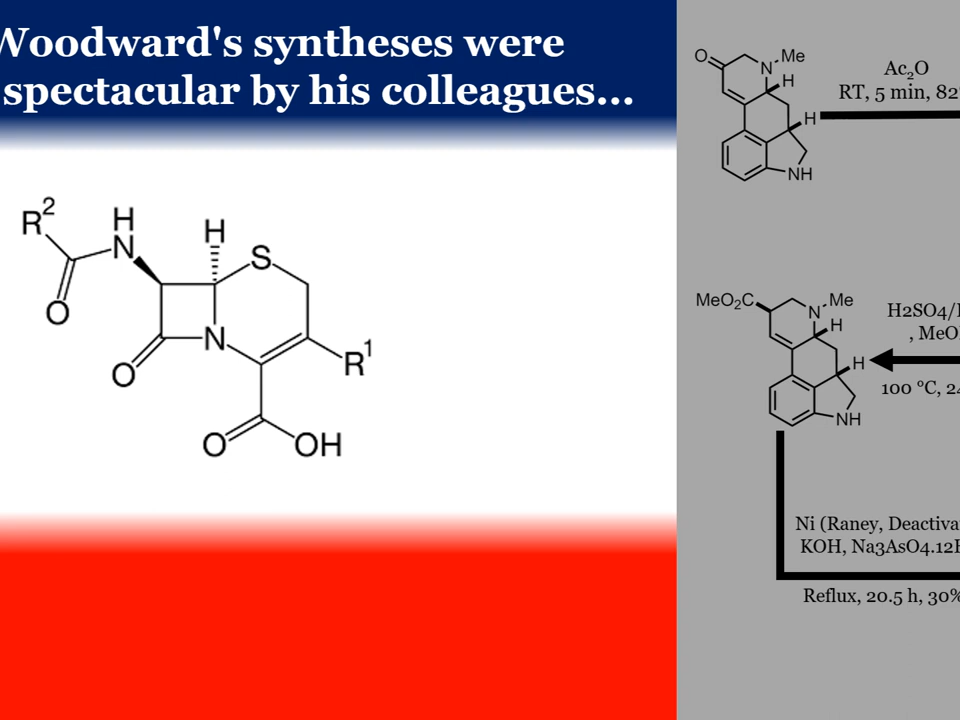 Woodward's syntheses were
spectacular by his colleagues...
R²
H
N
H
S
O
N
O
R¹
O
OH
O
N
Me
H
H
NH
Ac₂O
RT, 5 min, 82
MeO₂C
N
Me
H
H
NH
H2SO4/
, MeO
100 °C, 24
Ni (Raney, Deactiva
KOH, Na3AsO4.12
Reflux, 20.5 h, 30%